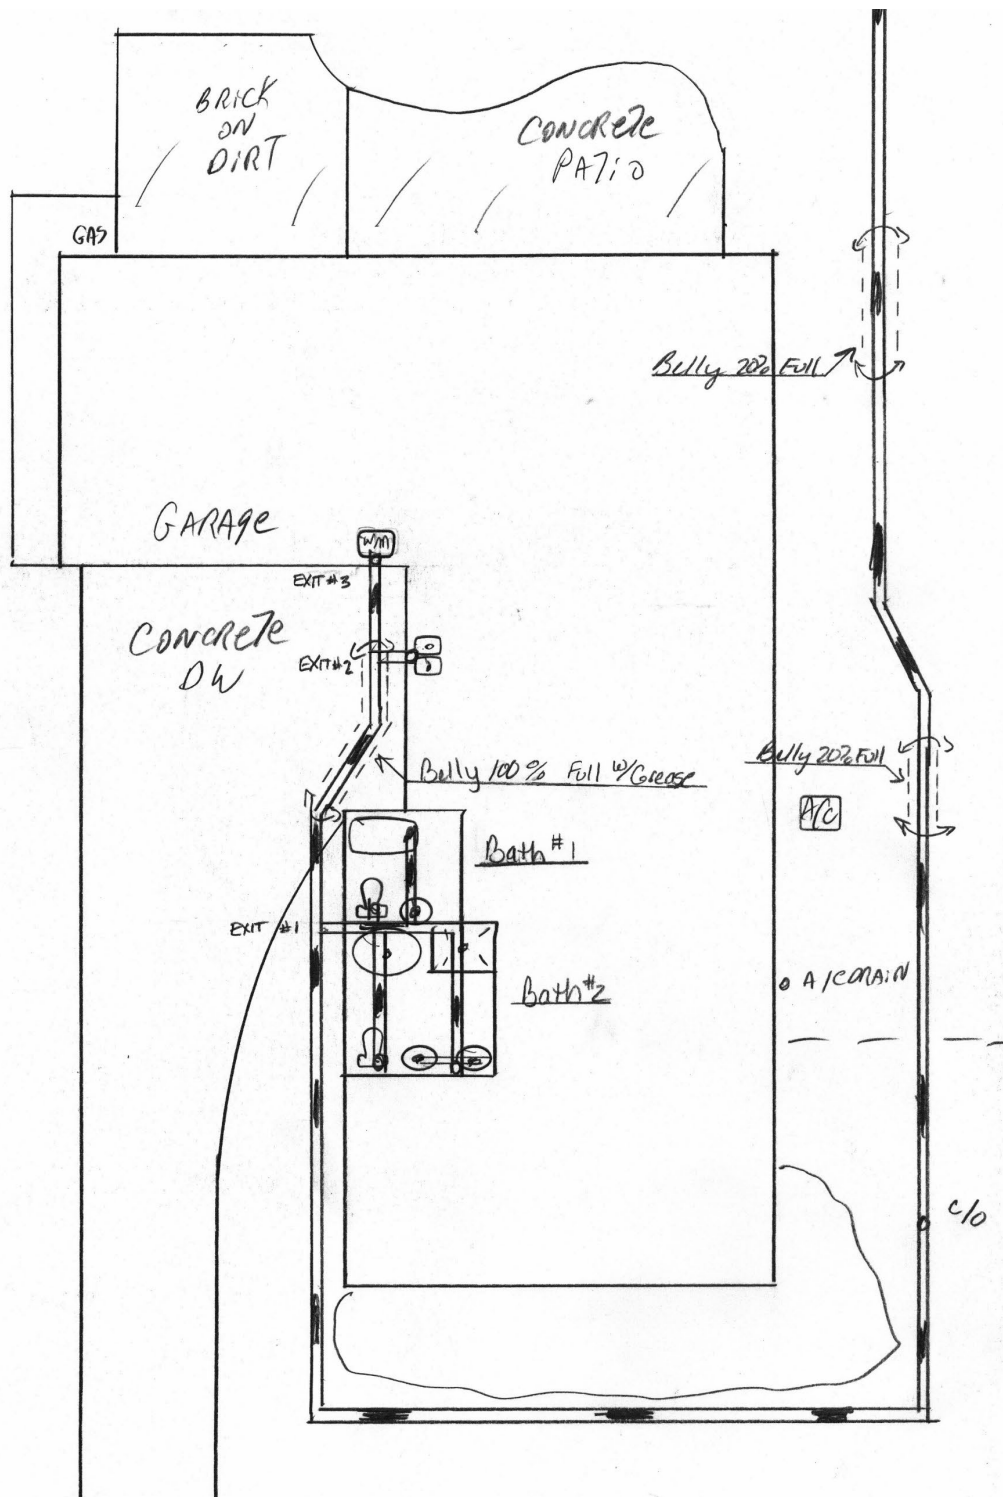 BRICK
ON
DIRT
CONCRETE
PATIO
GAS
Belly 20% Full
GARAGE
W/M
EXIT #3
CONCRETE
DW
EXIT #2
Belly 20% Full
Belly 100% Full w/Grease
A/C
Bath #1
EXIT #1
A/C DRAIN
Bath #2
C/O